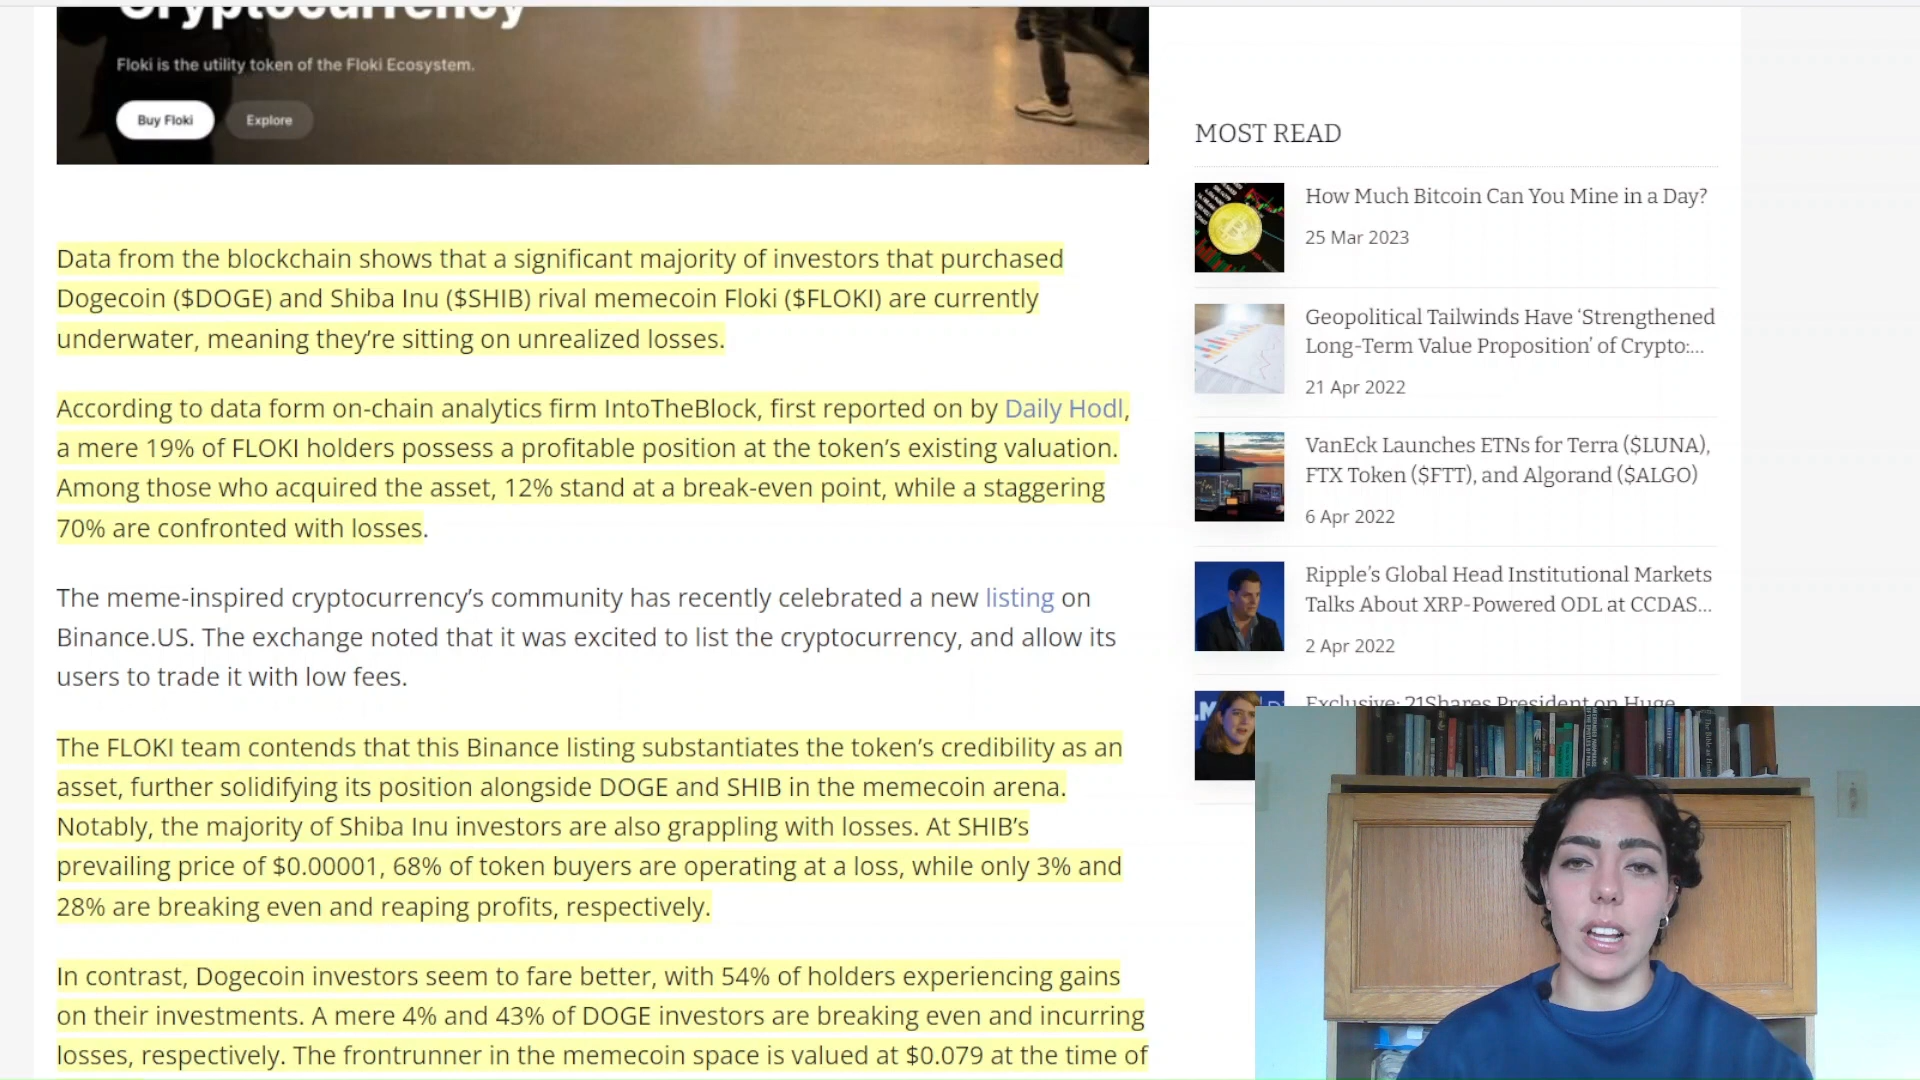 Cryptocurrency
Floki is the utility token of the Floki Ecosystem.
Buy Floki
Explore
Data from the blockchain shows that a significant majority of investors that purchased
Dogecoin ($DOGE) and Shiba Inu ($SHIB) rival memecoin Floki ($FLOKI) are currently
underwater, meaning they’re sitting on unrealized losses.
According to data form on-chain analytics firm IntoTheBlock, first reported on by Daily Hodl,
a mere 19% of FLOKI holders possess a profitable position at the token’s existing valuation.
Among those who acquired the asset, 12% stand at a break-even point, while a staggering
70% are confronted with losses.
The meme-inspired cryptocurrency’s community has recently celebrated a new listing on
Binance.US. The exchange noted that it was excited to list the cryptocurrency, and allow its
users to trade it with low fees.
The FLOKI team contends that this Binance listing substantiates the token’s credibility as an
asset, further solidifying its position alongside DOGE and SHIB in the memecoin arena.
Notably, the majority of Shiba Inu investors are also grappling with losses. At SHIB’s
prevailing price of $0.00001, 68% of token buyers are operating at a loss, while only 3% and
28% are breaking even and reaping profits, respectively.
In contrast, Dogecoin investors seem to fare better, with 54% of holders experiencing gains
on their investments. A mere 4% and 43% of DOGE investors are breaking even and incurring
losses, respectively. The frontrunner in the memecoin space is valued at $0.079 at the time of
MOST READ
How Much Bitcoin Can You Mine in a Day?
25 Mar 2023
Geopolitical Tailwinds Have ‘Strengthened
Long-Term Value Proposition’ of Crypto:...
21 Apr 2022
VanEck Launches ETNs for Terra ($LUNA),
FTX Token ($FTT), and Algorand ($ALGO)
6 Apr 2022
Ripple’s Global Head Institutional Markets
Talks About XRP-Powered ODL at CCDAS...
2 Apr 2022
Exclusive: 21Shares President on Huge